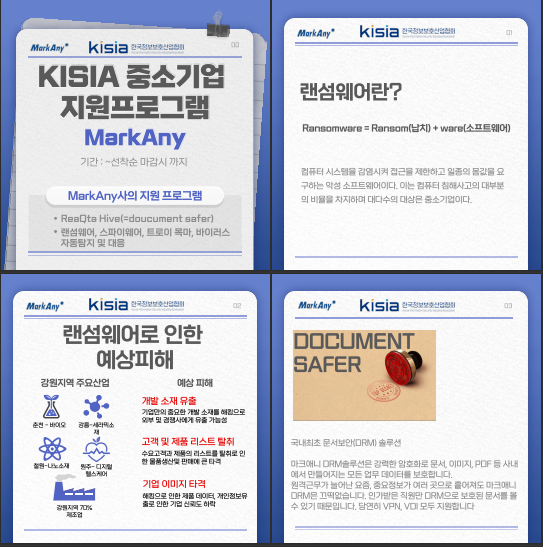 MarkAny
kisia 한국정보보호산업협회
00
KISIA 중소기업
지원프로그램
MarkAny
기간 : ~선착순 마감시 까지
MarkAny사의 지원 프로그램
• ReaQta Hive(=doucument safer)
• 랜섬웨어, 스파이웨어, 트로이 목마, 바이러스
자동탐지 및 대응
MarkAny
kisia 한국정보보호산업협회
01
랜섬웨어란?
Ransomware = Ransom(납치) + ware(소프트웨어)
컴퓨터 시스템을 감염시켜 접근을 제한하고 일종의 몸값을 요
구하는 악성 소프트웨어이다. 이는 컴퓨터 침해사고의 대부분
의 비율을 차지하며 대다수의 대상은 중소기업이다.
MarkAny
kisia 한국정보보호산업협회
02
랜섬웨어로 인한
예상피해
강원지역 주요산업
예상 피해
춘천 - 바이오
강릉-세라믹소
재
철원-나노소재
원주- 디지털
헬스케어
강원지역 70%
제조업
개발 소재 유출
기업만의 중요한 개발 소재를 해킹으로
외부 및 경쟁사에게 유출 가능성
고객 및 제품 리스트 탈취
수요고객과 제품의 리스트를 탈취로 인
한 물품생산및 판매에 큰 타격
기업 이미지 타격
해킹으로 인한 제품 데이터, 개인정보유
출로 인한 기업 신뢰도 하락
MarkAny
kisia 한국정보보호산업협회
03
DOCUMENT
SAFER
국내최초 문서보안(DRM) 솔루션
마크애니 DRM솔루션은 강력한 암호화로 문서, 이미지, PDF 등 사내
에서 만들어지는 모든 업무 데이터를 보호합니다.
원격근무가 늘어난 요즘, 중요정보가 여러 곳으로 흩어져도 마크애니
DRM은 끄떡없습니다. 인가받은 직원만 DRM으로 보호된 문서를 볼
수 있기 때문입니다. 당연히 VPN, VDI 모두 지원합니다